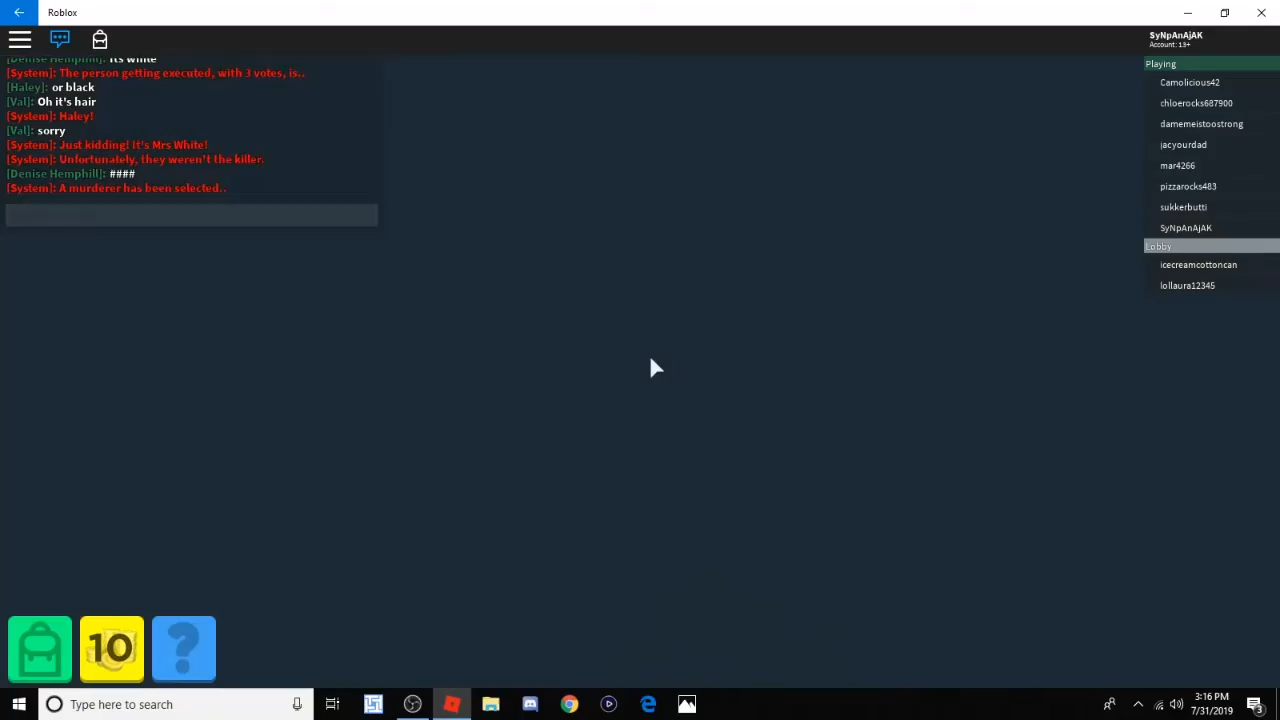 Roblox
SyNpAnAjAK
Account: 13+
[Denise Hemphill]: Its white
[System]: The person getting executed, with 3 votes, is..
[Haley]: or black
[Val]: Oh it's hair
[System]: Haley!
[Val]: sorry
[System]: Just kidding! It's Mrs White!
[System]: Unfortunately, they weren't the killer.
[Denise Hemphill]: ####
[System]: A murderer has been selected..
Playing
Camolicious42
chloerocks687900
damemeistoostrong
jacyourdad
mar4266
pizzarocks483
sukkerbutti
SyNpAnAjAK
Lobby
icecreamcottoncan
lollaura12345
10
?
Type here to search
3:16 PM
7/31/2019
3